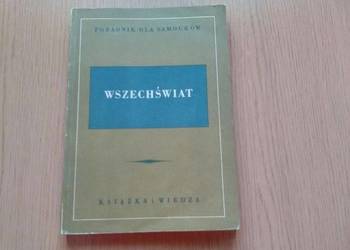 PORADNIK DLA SAMOUKÓW
WSZECHŚWIAT
KSIĄŻKA i WIEDZA